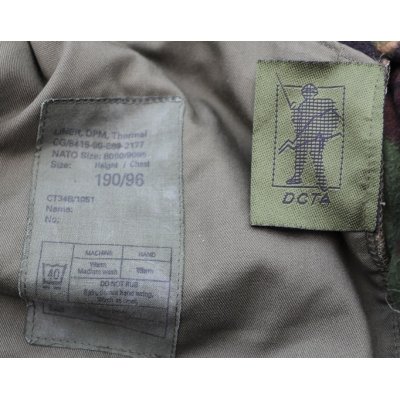 LINER, DPM, Thermal
NATO Size: 8090/9095
Size: Height / Chest
190/96
CT34B/1051
Name:
No:
MACHINE HAND
40 Warm Warm
Medium wash
DO NOT RUB
DCTA